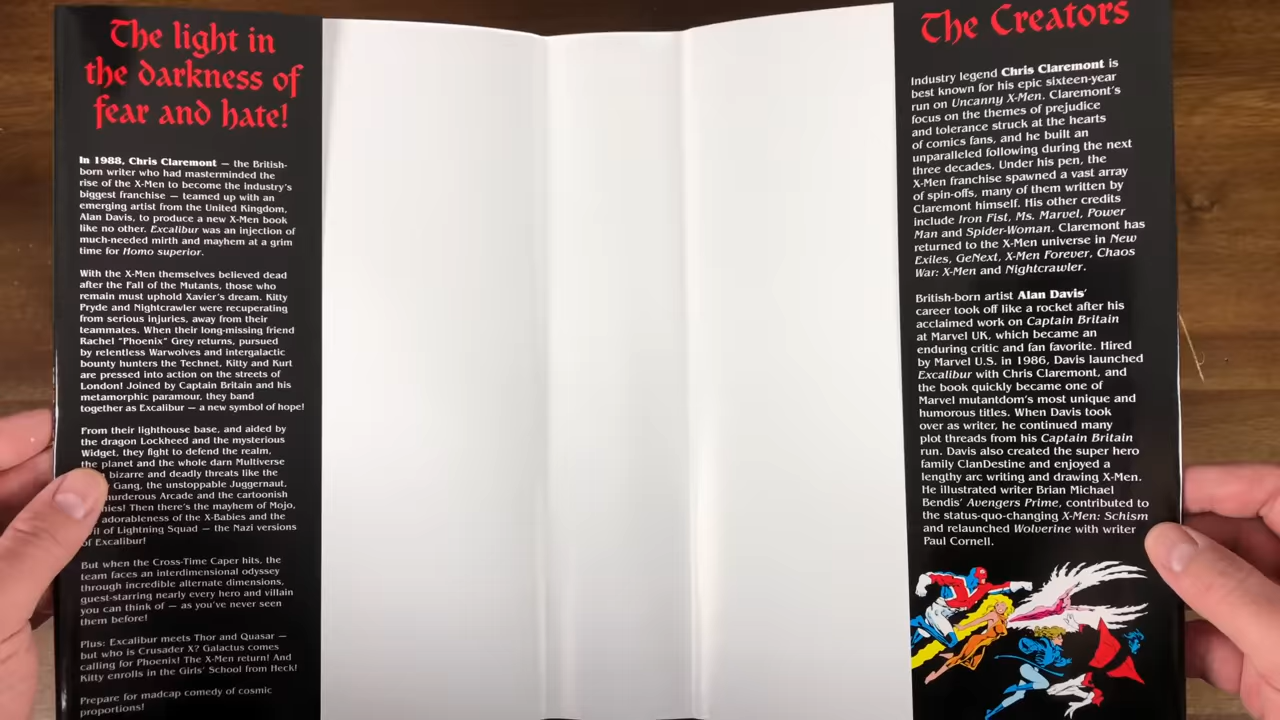 The light in
the darkness of
fear and hate!
In 1988, Chris Claremont — the British-
born writer who had masterminded the
rise of the X-Men to become the industry's
biggest franchise — teamed up with an
emerging artist from the United Kingdom,
Alan Davis, to produce a new X-Men book
like no other. Excalibur was an injection of
much-needed mirth and mayhem at a grim
time for Homo superior.
With the X-Men themselves believed dead
after the Fall of the Mutants, those who
remain must uphold Xavier's dream. Kitty
Pryde and Nightcrawler were recuperating
from serious injuries, away from their
teammates. When their long-missing friend
Rachel "Phoenix" Grey returns, pursued
by relentless Warwolves and intergalactic
bounty hunters the Technet, Kitty and Kurt
are pressed into action on the streets of
London! Joined by Captain Britain and his
metamorphic paramour, they band
together as Excalibur — a new symbol of hope!
From their lighthouse base, and aided by
the dragon Lockheed and the mysterious
Widget, they fight to defend the realm,
the planet and the whole darn Multiverse
bizarre and deadly threats like the
Gang, the unstoppable Juggernaut,
murderous Arcade and the cartoonish
Then there's the mayhem of Mojo,
adorableness of the X-Babies and the
of Lightning Squad — the Nazi versions
of Excalibur!
But when the Cross-Time Caper hits, the
team faces an interdimensional odyssey
through incredible alternate dimensions,
guest-starring nearly every hero and villain
you can think of — as you've never seen
them before!
Plus: Excalibur meets Thor and Quasar —
but who is Crusader X? Galactus comes
calling for Phoenix! The X-Men return! And
Kitty enrolls in the Girls' School from Heck!
Prepare for madcap comedy of cosmic
proportions!
The Creators
Industry legend Chris Claremont is
best known for his epic sixteen-year
run on Uncanny X-Men. Claremont's
focus on the themes of prejudice
and tolerance struck at the hearts
of comics fans, and he built an
unparalleled following during the next
three decades. Under his pen, the
X-Men franchise spawned a vast array
of spin-offs, many of them written by
Claremont himself. His other credits
include Iron Fist, Ms. Marvel, Power
Man and Spider-Woman. Claremont has
returned to the X-Men universe in New
Exiles, GeNext, X-Men Forever, Chaos
War: X-Men and Nightcrawler.
British-born artist Alan Davis'
career took off like a rocket after his
acclaimed work on Captain Britain
at Marvel UK, which became an
enduring critic and fan favorite. Hired
by Marvel U.S. in 1986, Davis launched
Excalibur with Chris Claremont, and
the book quickly became one of
Marvel mutantdom's most unique and
humorous titles. When Davis took
over as writer, he continued many
plot threads from his Captain Britain
run. Davis also created the super hero
family ClanDestine and enjoyed a
lengthy arc writing and drawing X-Men.
He illustrated writer Brian Michael
Bendis' Avengers Prime, contributed to
the status-quo-changing X-Men: Schism
and relaunched Wolverine with writer
Paul Cornell.